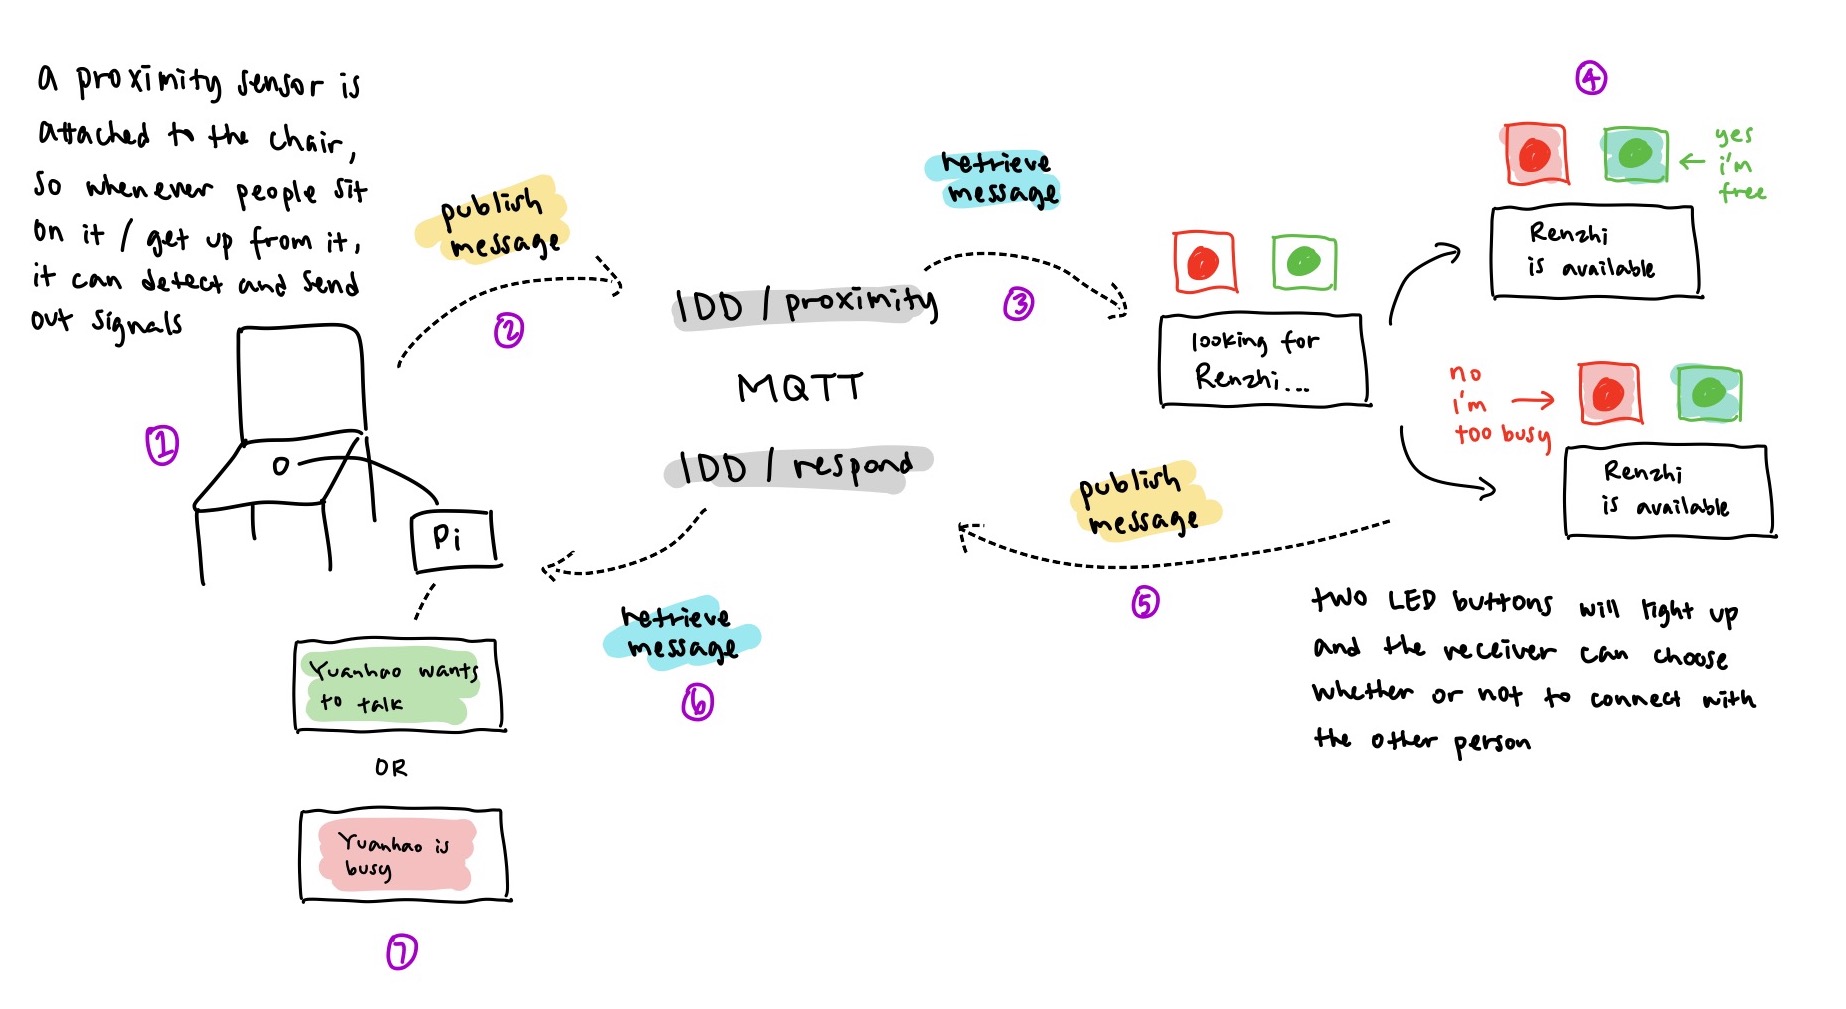 a proximity sensor is
attached to the chair,
so whenever people sit
on it / get up from it,
it can detect and send
out signals
1
Pi
publish
message
2
IDD / proximity
MQTT
IDD / respond
retrieve
message
3
looking for
Renzhi...
4
yes
i'm
free
Renzhi
is available
no
i'm
too busy
Renzhi
is available
two LED buttons will light up
and the receiver can choose
whether or not to connect with
the other person
publish
message
5
retrieve
message
6
Yuanhao wants
to talk
OR
Yuanhao is
busy
7